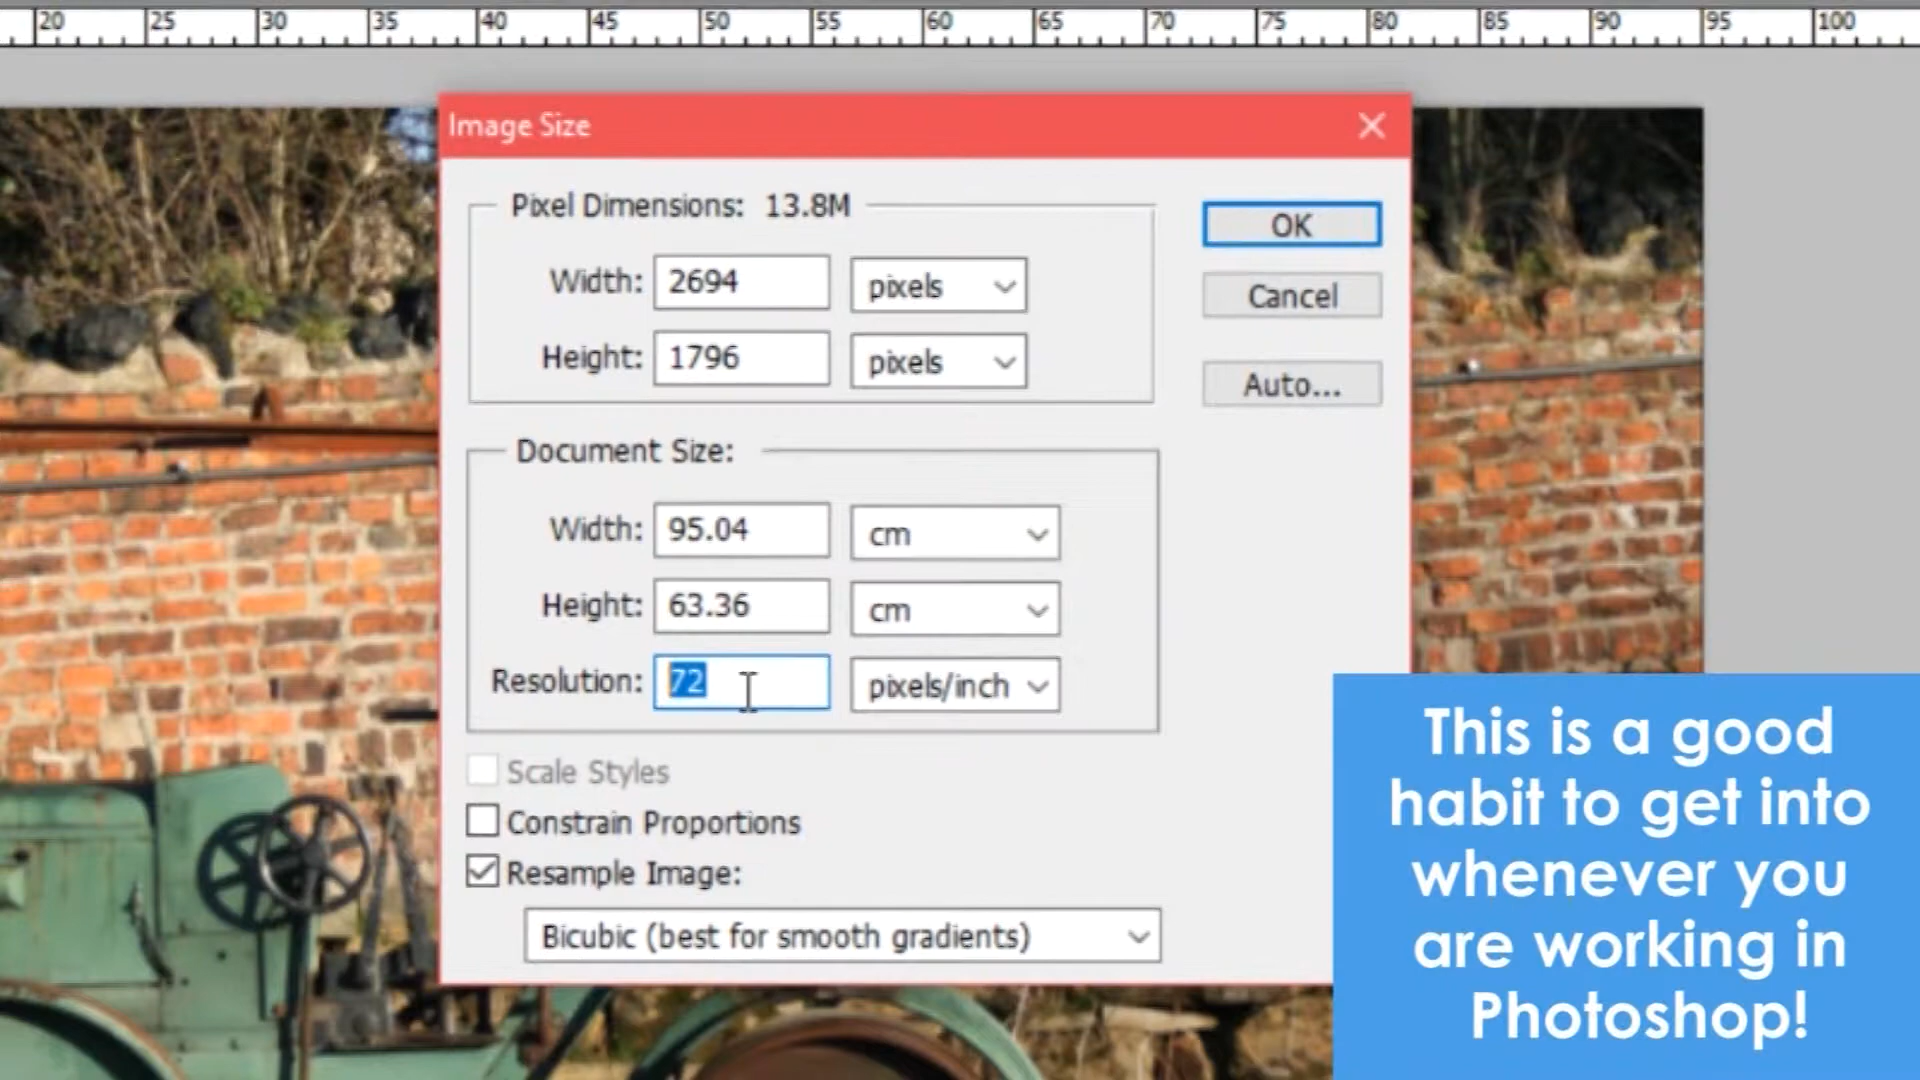 20 25 30 35 40 45 50 55 60 65 70 75 80 85 90 95 100
Image Size
Pixel Dimensions: 13.8M
Width: 2694 pixels
Height: 1796 pixels
OK
Cancel
Auto...
Document Size:
Width: 95.04 cm
Height: 63.36 cm
Resolution: 72 pixels/inch
Scale Styles
Constrain Proportions
Resample Image:
Bicubic (best for smooth gradients)
This is a good
habit to get into
whenever you
are working in
Photoshop!